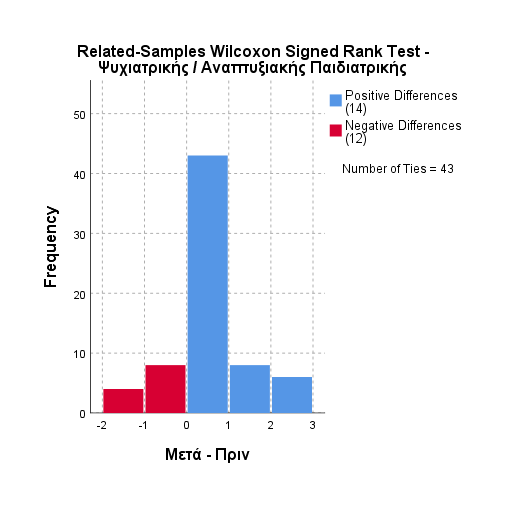 Related-Samples Wilcoxon Signed Rank Test -
Ψυχιατρικής / Αναπτυξιακής Παιδιατρικής
Positive Differences
(14)
Negative Differences
(12)
Number of Ties = 43
Frequency
50
40
30
20
10
0
-2 -1 0 1 2 3
Μετά - Πριν